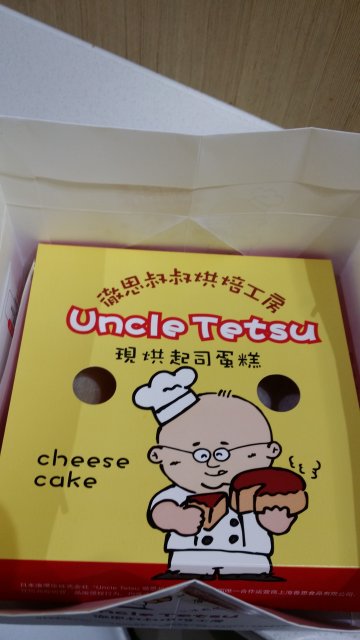 徹思叔叔烘焙工房
Uncle Tetsu
現烘起司蛋糕
cheese
cake